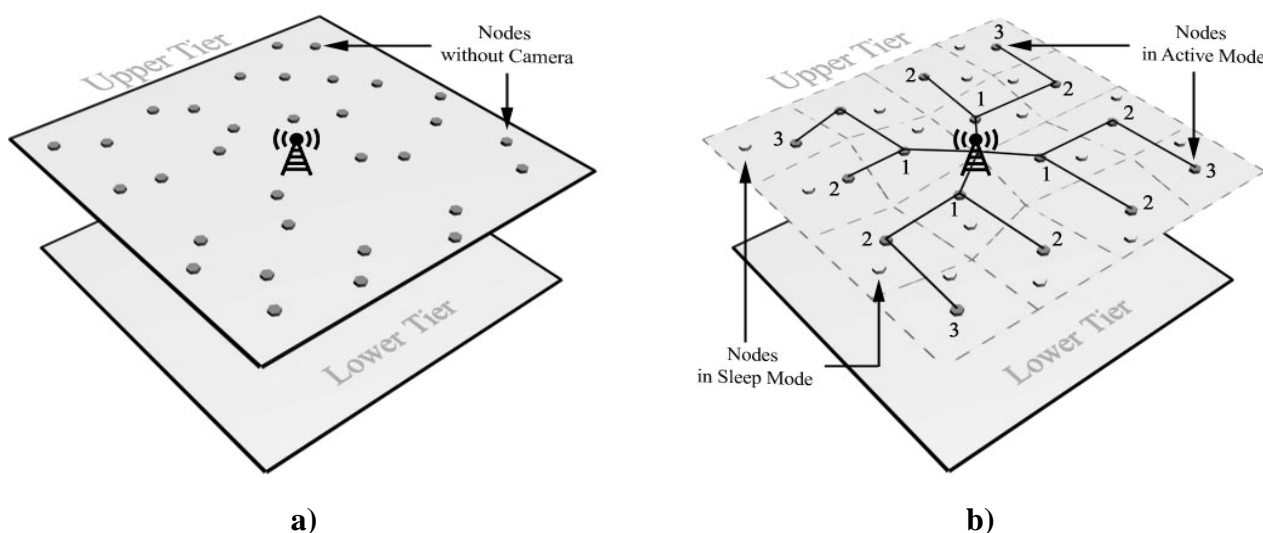 Nodes
without Camera
Upper Tier
Lower Tier
a)
Nodes
in Active Mode
Upper Tier
3
2
2
1
2
3
1
1
3
2
1
2
2
2
3
Nodes
in Sleep Mode
Lower Tier
b)